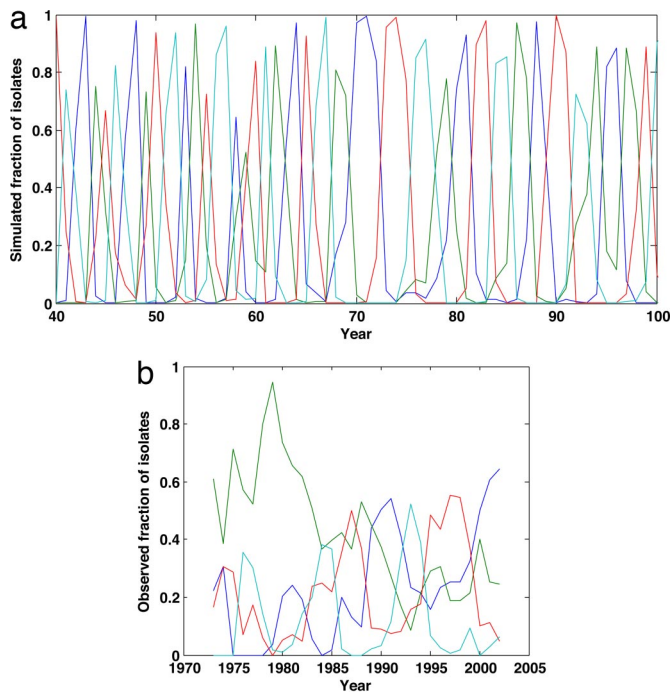 a
Simulated fraction of isolates
1
0.8
0.6
0.4
0.2
0
40 50 60 70 80 90 100
Year
b
Observed fraction of isolates
1
0.8
0.6
0.4
0.2
0
1970 1975 1980 1985 1990 1995 2000 2005
Year